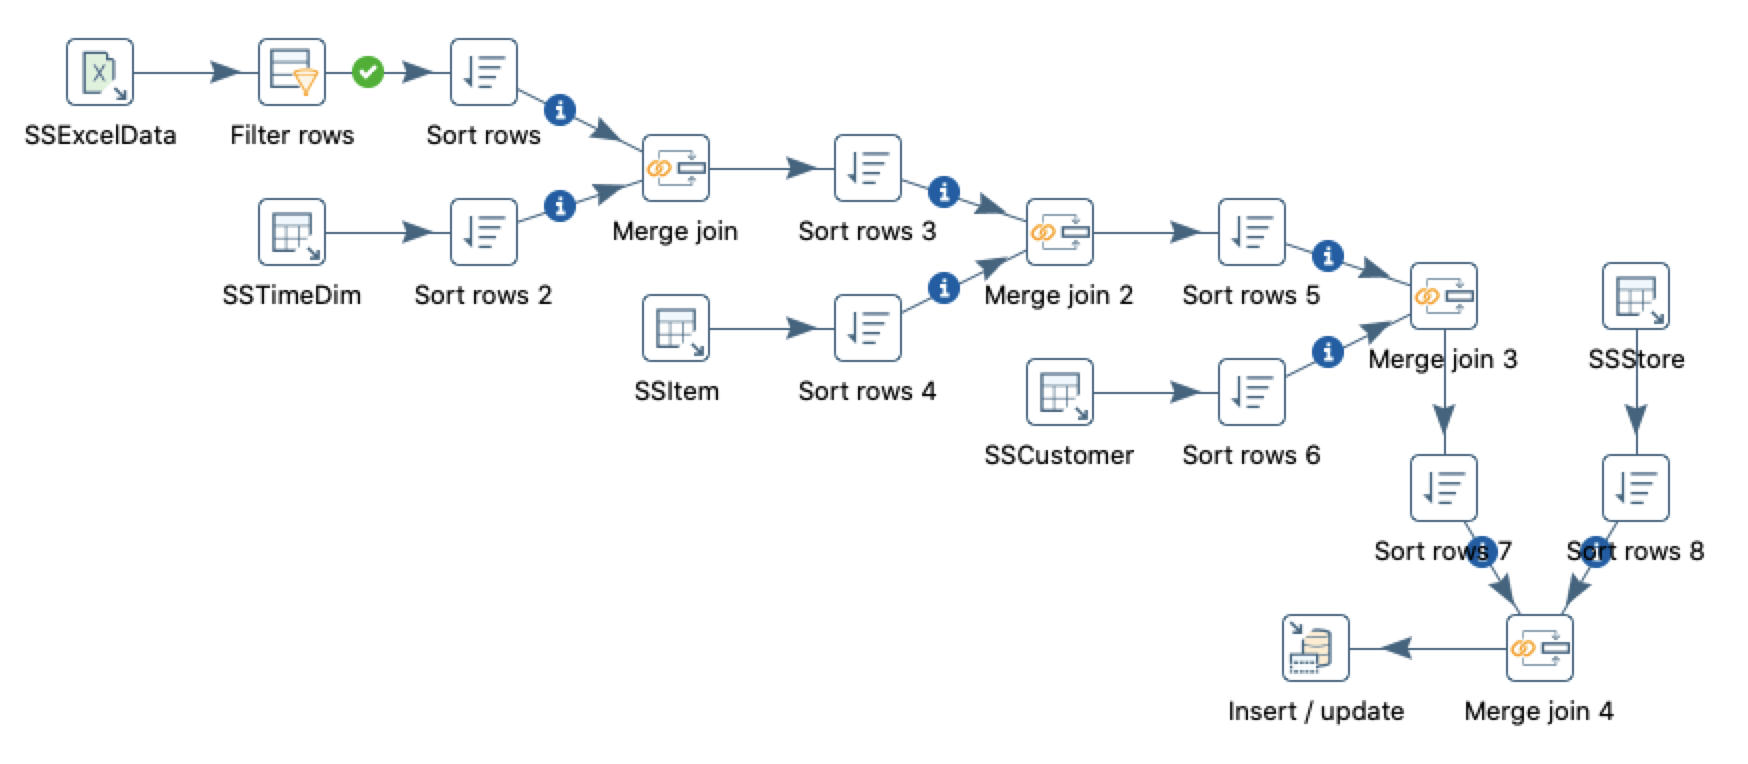 SSExcelData
Filter rows
Sort rows
SSTimeDim
Sort rows 2
Merge join
Sort rows 3
SSItem
Sort rows 4
Merge join 2
Sort rows 5
SSCustomer
Sort rows 6
Merge join 3
SSStore
Sort rows 7
Sort rows 8
Insert / update
Merge join 4